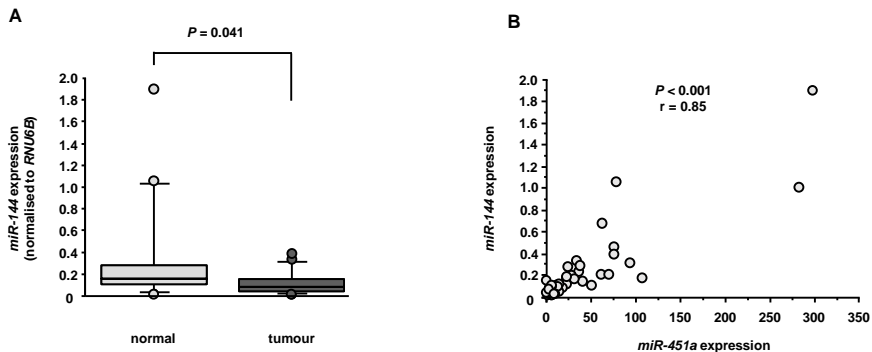 A
P = 0.041
miR-144 expression
(normalised to RNU6B)
2.0
1.8
1.6
1.4
1.2
1.0
0.8
0.6
0.4
0.2
0
normal
tumour
B
P < 0.001
r = 0.85
miR-144 expression
2.0
1.8
1.6
1.4
1.2
1.0
0.8
0.6
0.4
0.2
0
0
50
100
150
200
250
300
350
miR-451a expression